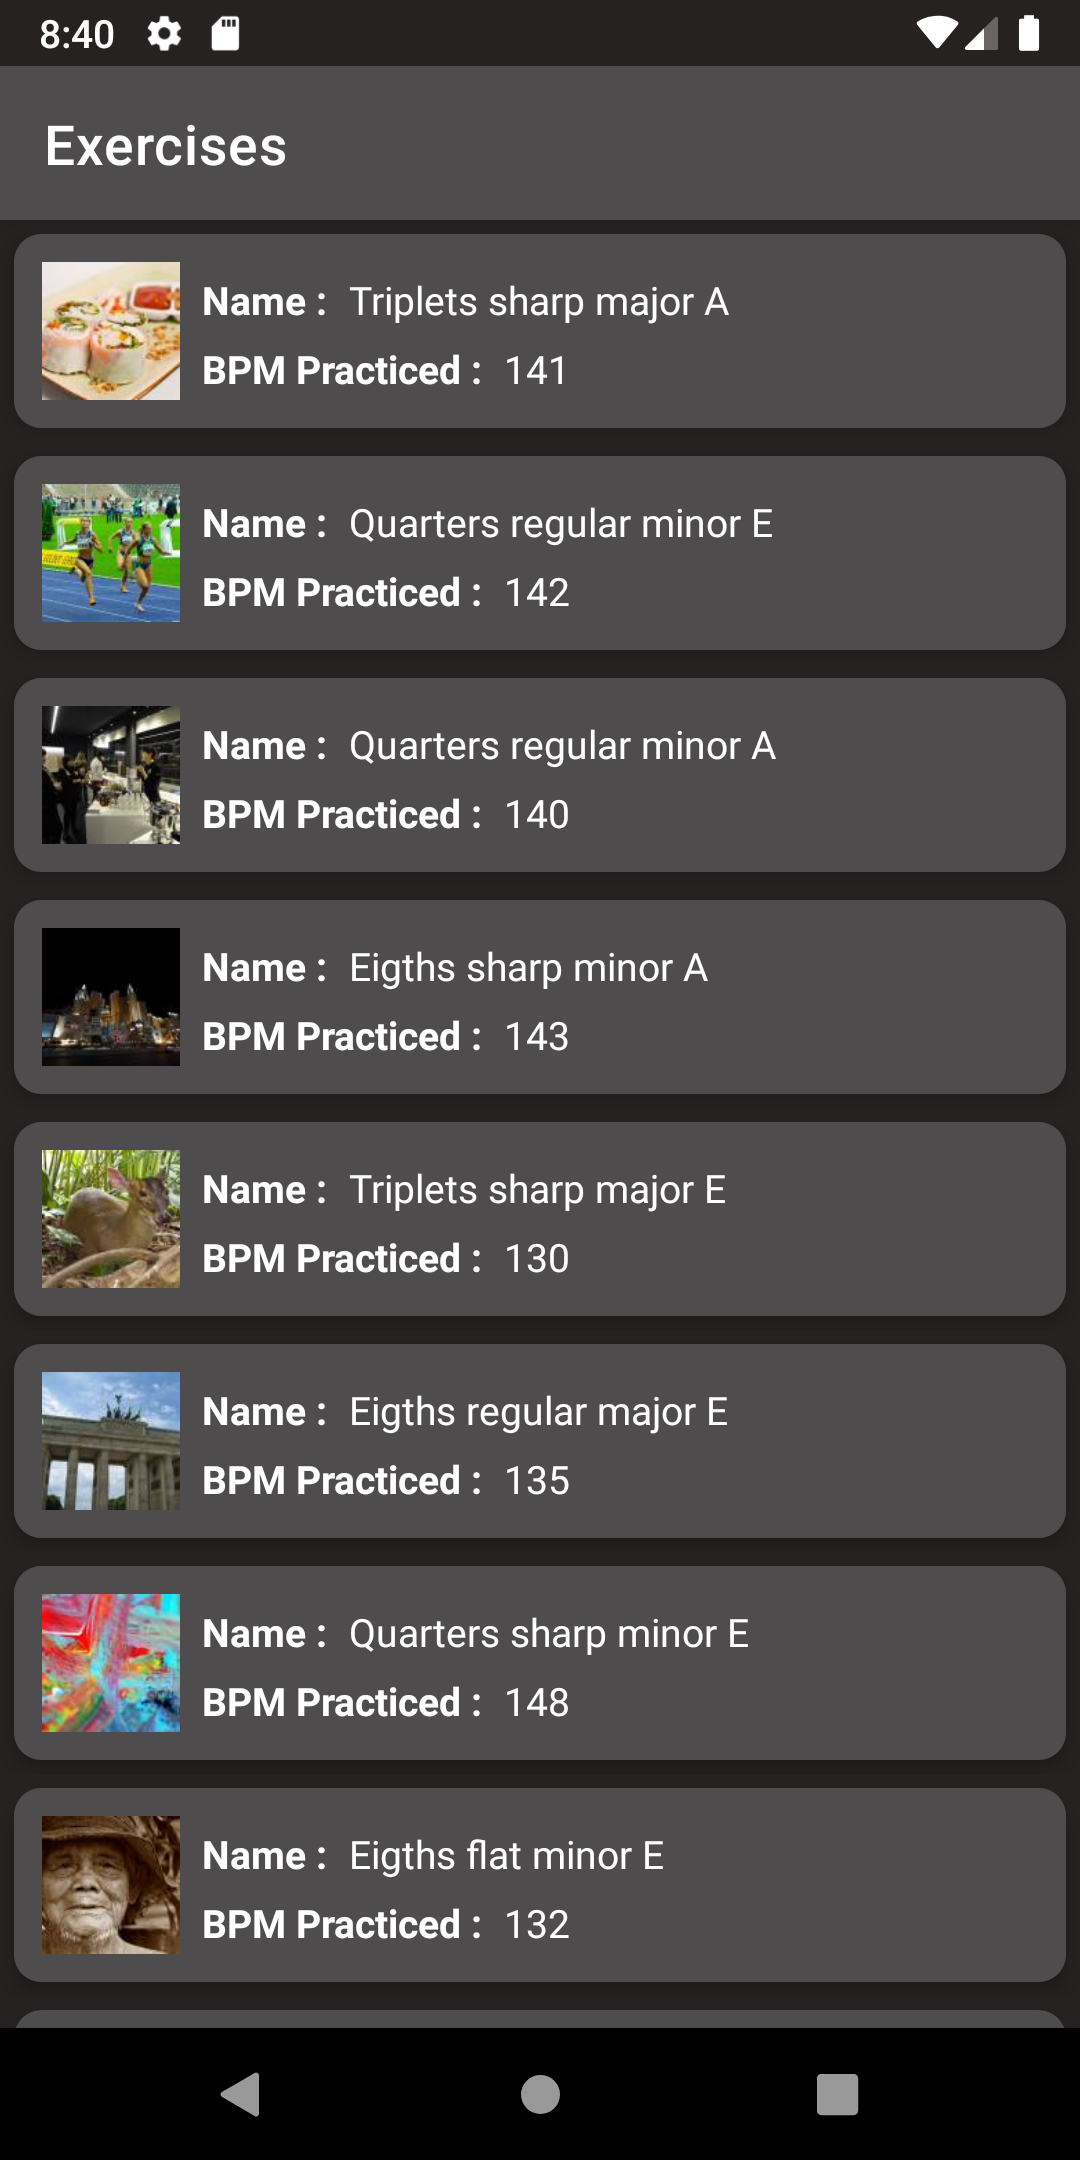 8:40
Exercises
Name : Triplets sharp major A
BPM Practiced : 141
Name : Quarters regular minor E
BPM Practiced : 142
Name : Quarters regular minor A
BPM Practiced : 140
Name : Eigths sharp minor A
BPM Practiced : 143
Name : Triplets sharp major E
BPM Practiced : 130
Name : Eigths regular major E
BPM Practiced : 135
Name : Quarters sharp minor E
BPM Practiced : 148
Name : Eigths flat minor E
BPM Practiced : 132